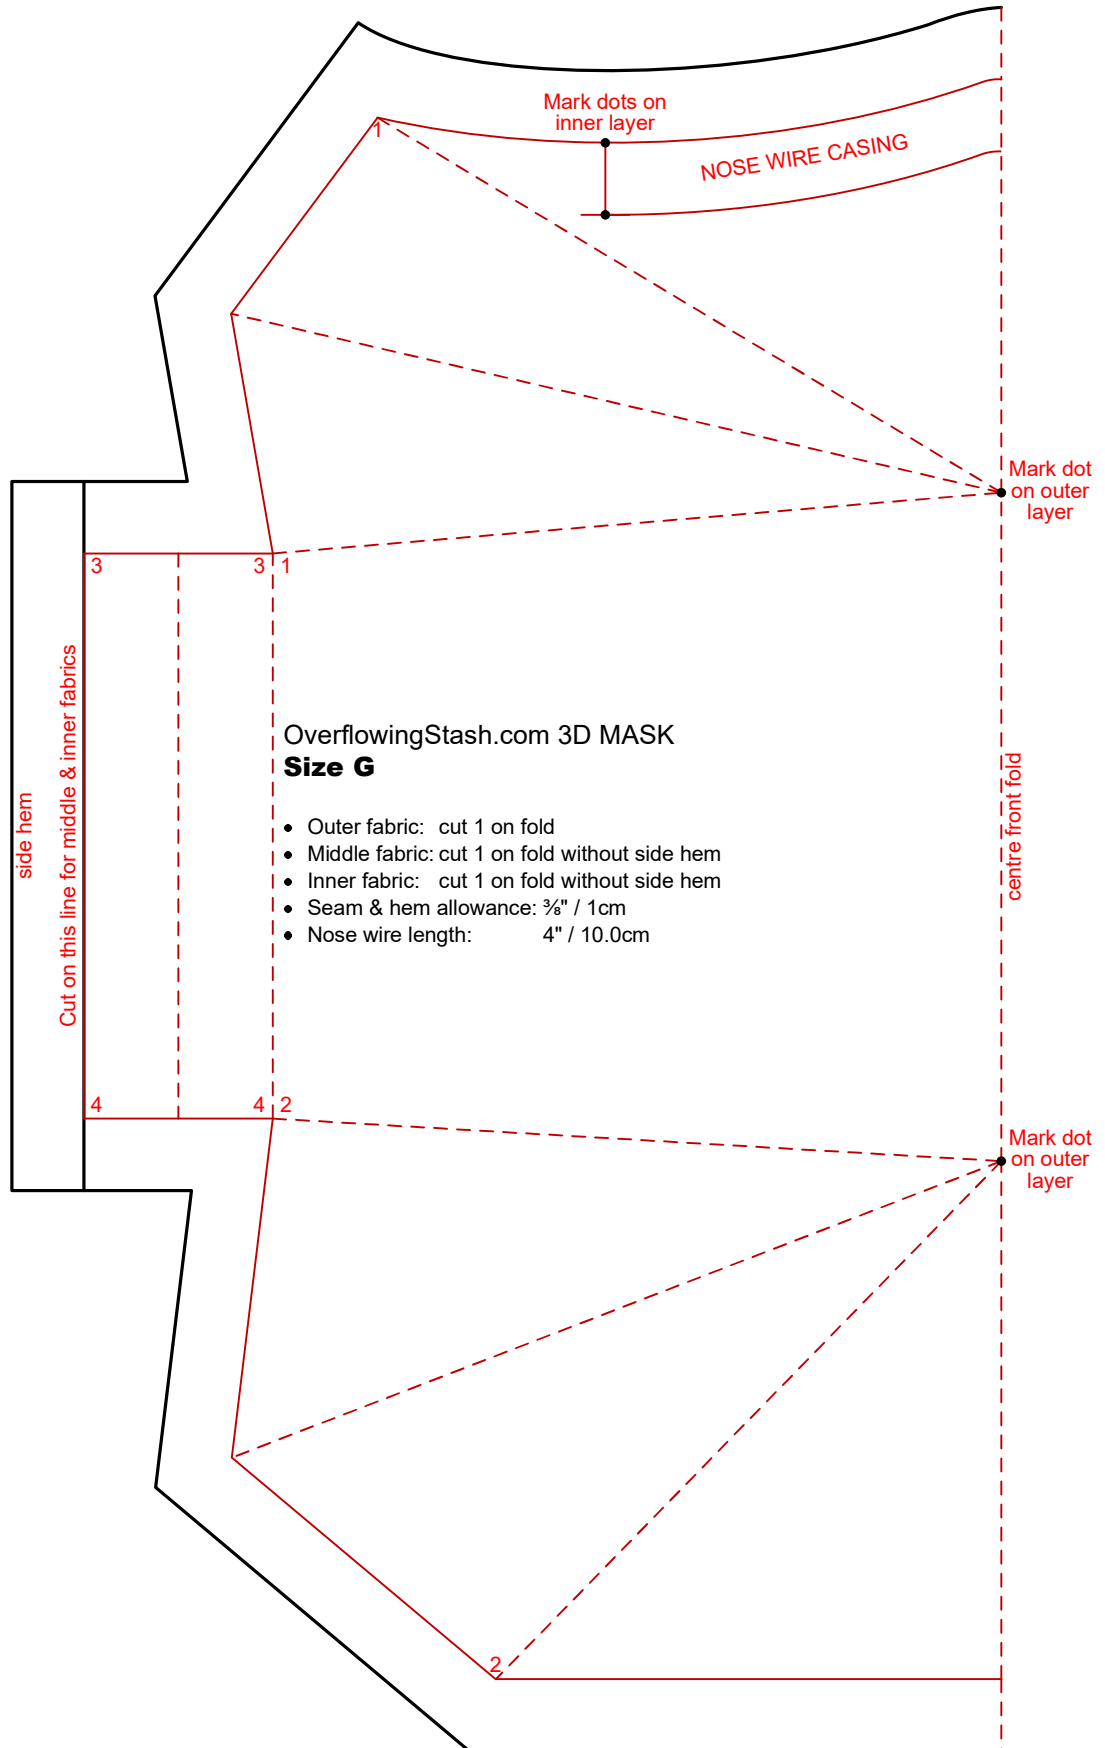 Mark dots on
inner layer
1
NOSE WIRE CASING
Mark dot
on outer
layer
3
3
1
Cut on this line for middle & inner fabrics
side hem
OverflowingStash.com 3D MASK
Size G
• Outer fabric: cut 1 on fold
• Middle fabric: cut 1 on fold without side hem
• Inner fabric: cut 1 on fold without side hem
• Seam & hem allowance: ⅜" / 1cm
• Nose wire length: 4" / 10.0cm
centre front fold
4
4
2
Mark dot
on outer
layer
2